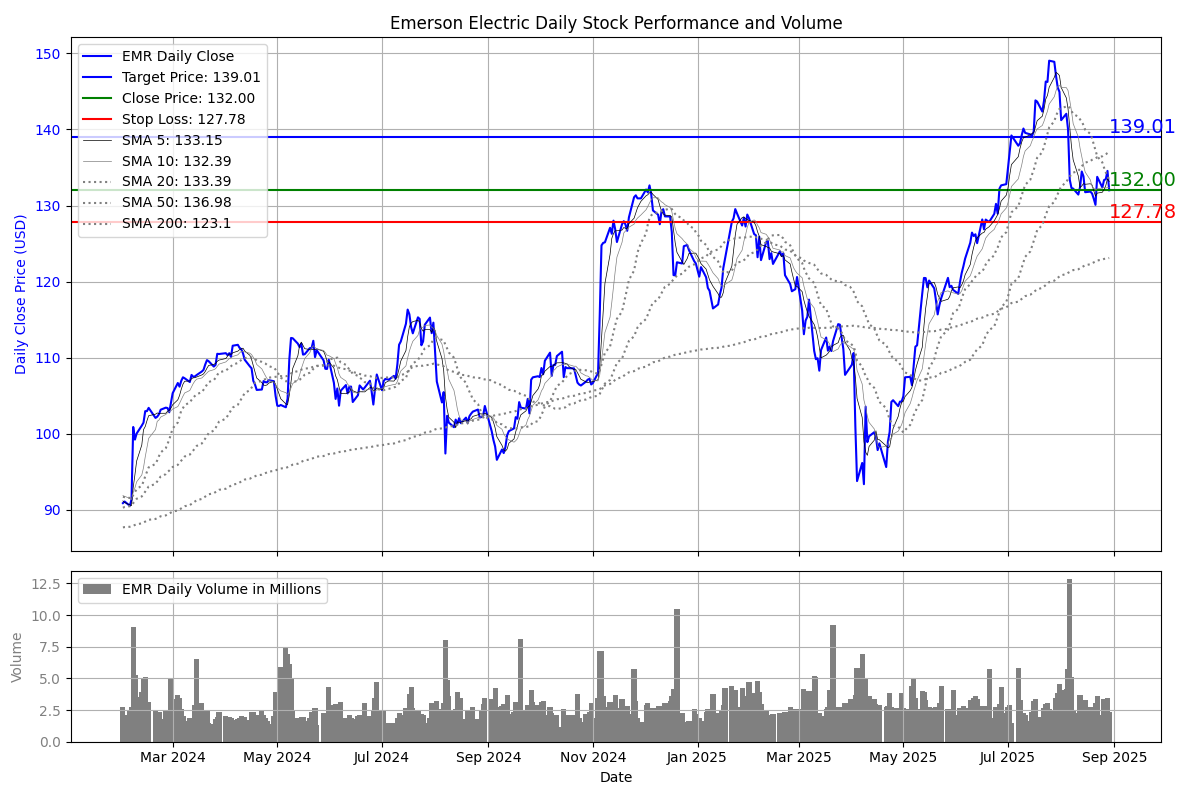 Emerson Electric Daily Stock Performance and Volume
Daily Close Price (USD)
150
140
130
120
110
100
90
EMR Daily Close
Target Price: 139.01
Close Price: 132.00
Stop Loss: 127.78
SMA 5: 133.15
SMA 10: 132.39
SMA 20: 133.39
SMA 50: 136.98
SMA 200: 123.1
139.01
132.00
127.78
Volume
12.5
10.0
7.5
5.0
2.5
0.0
EMR Daily Volume in Millions
Mar 2024 May 2024 Jul 2024 Sep 2024 Nov 2024 Jan 2025 Mar 2025 May 2025 Jul 2025 Sep 2025
Date